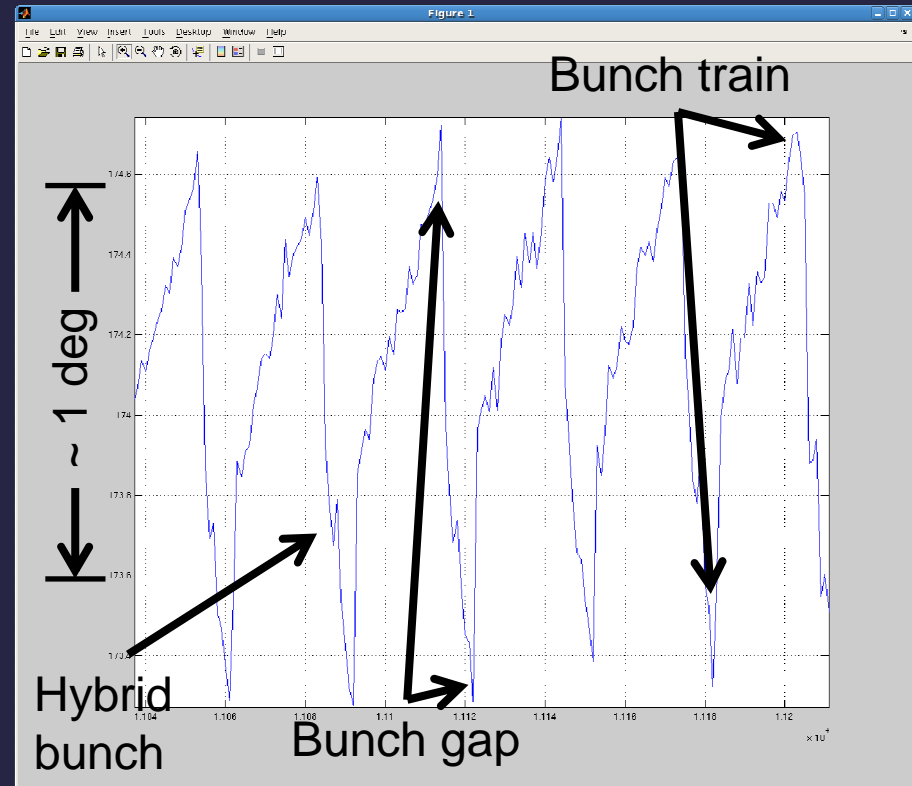 Figure 1
File Edit View Insert Tools Desktop Window Help
Bunch train
174.6
174.4
174.2
174
173.8
173.6
~ 1 deg
Hybrid
bunch
1.104 1.106 1.108 1.11 1.112 1.114 1.116 1.118 1.12
× 10⁴
Bunch gap